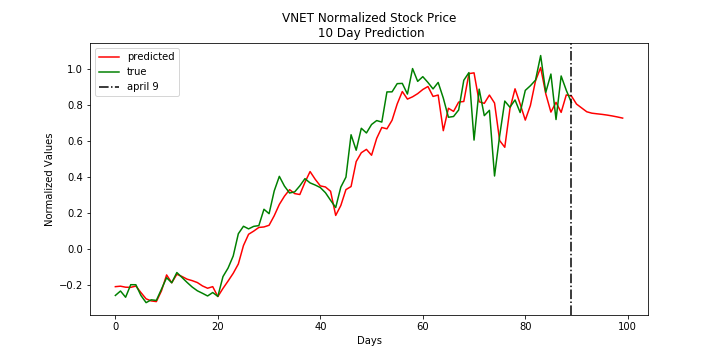 VNET Normalized Stock Price
10 Day Prediction
predicted
true
april 9
Normalized Values
1.0
0.8
0.6
0.4
0.2
0.0
−0.2
0
20
40
60
80
100
Days